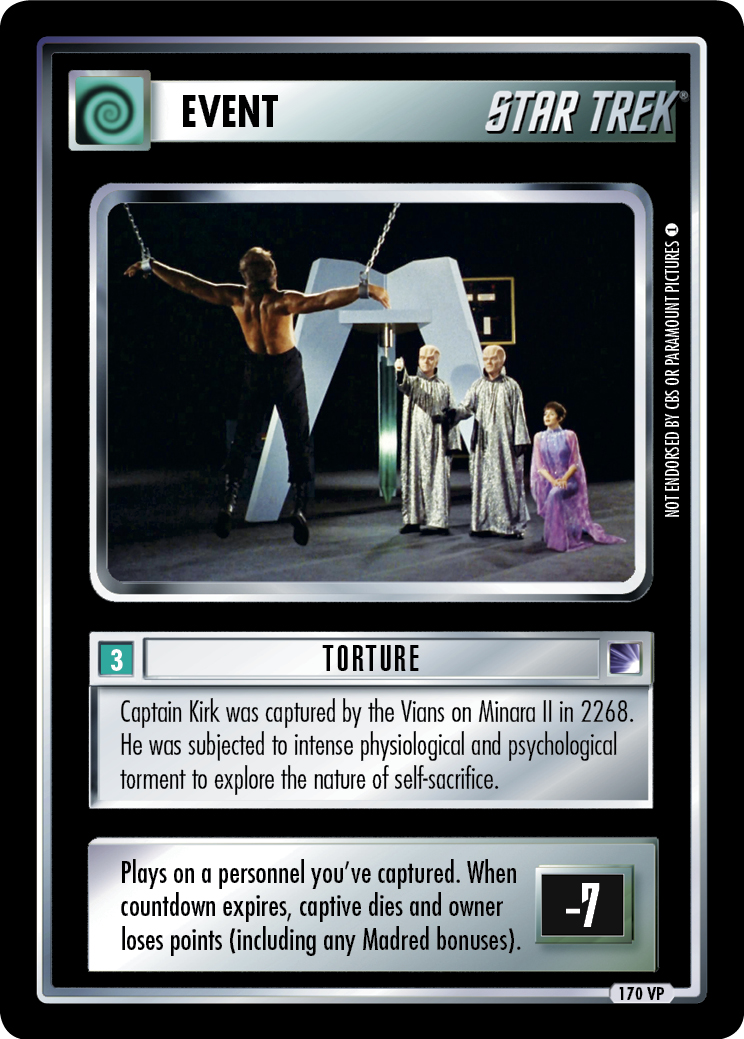 EVENT
STAR TREK®
NOT ENDORSED BY CBS OR PARAMOUNT PICTURES 1
3
TORTURE
Captain Kirk was captured by the Vians on Minara II in 2268.
He was subjected to intense physiological and psychological
torment to explore the nature of self-sacrifice.
Plays on a personnel you've captured. When
countdown expires, captive dies and owner
loses points (including any Madred bonuses).
-7
170 VP